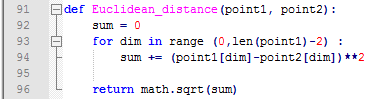 91 def Euclidean_distance(point1, point2):
92 sum = 0
93 for dim in range (0,len(point1)-2) :
94 sum += (point1[dim]-point2[dim])**2
95
96 return math.sqrt(sum)